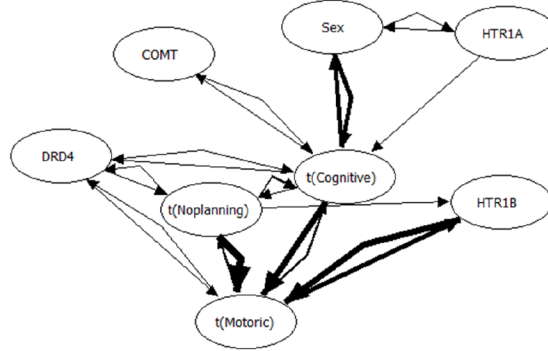 Sex
HTR1A
COMT
DRD4
t(Cognitive)
t(Noplanning)
HTR1B
t(Motoric)